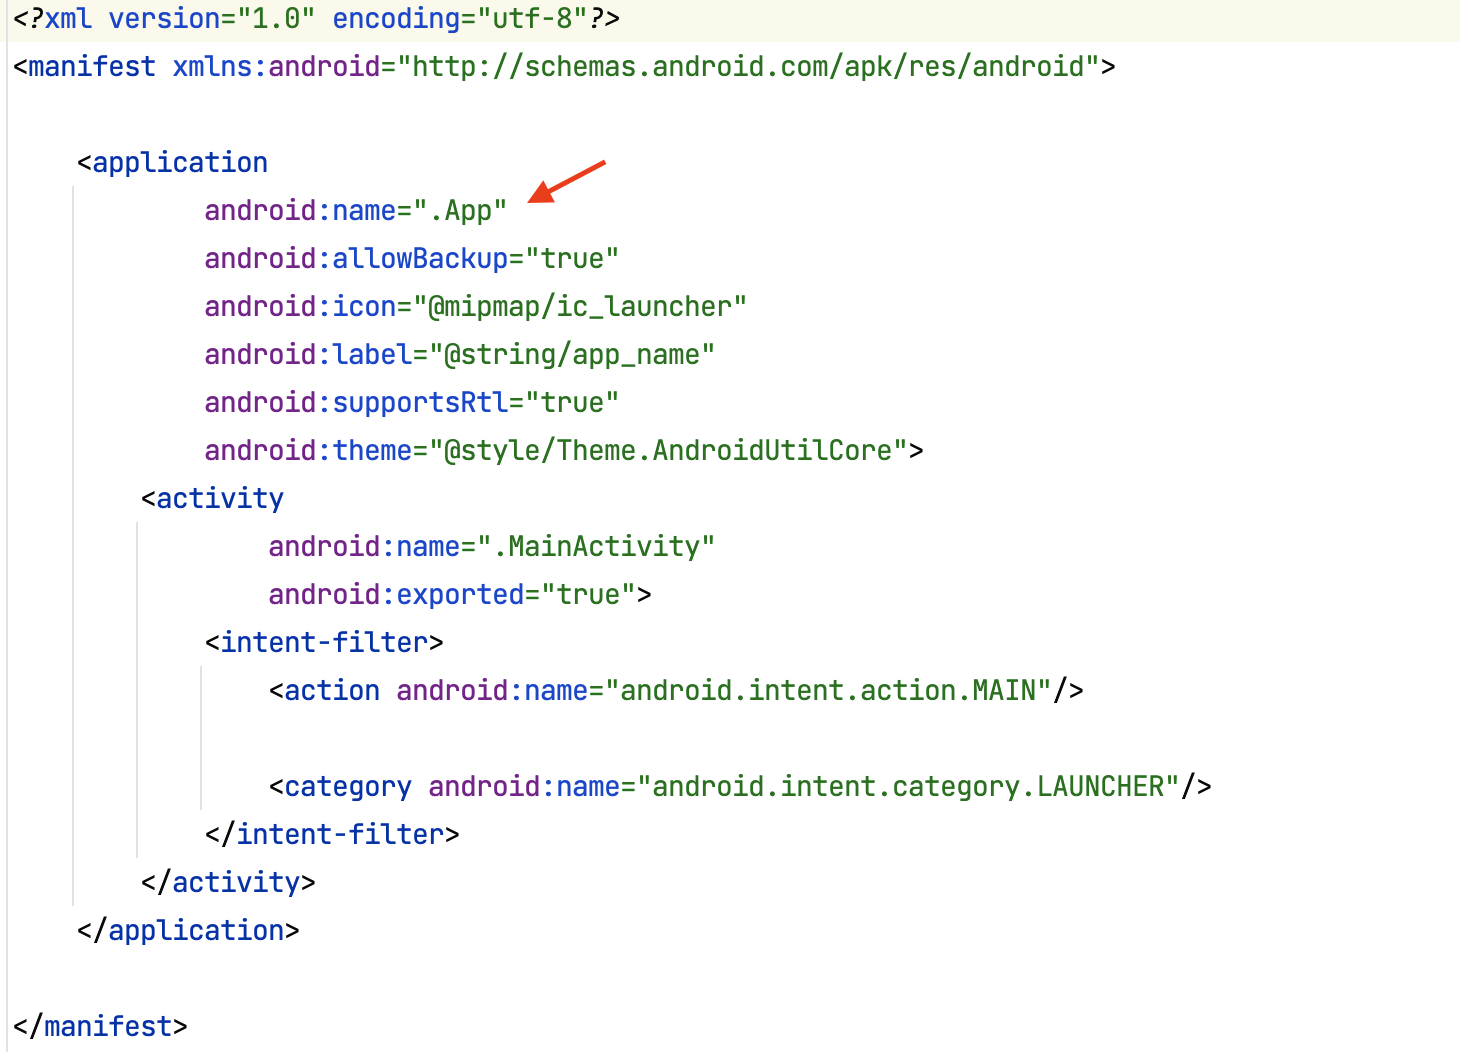 <?xml version="1.0" encoding="utf-8"?>
<manifest xmlns:android="http://schemas.android.com/apk/res/android">
<application
android:name=".App"
android:allowBackup="true"
android:icon="@mipmap/ic_launcher"
android:label="@string/app_name"
android:supportsRtl="true"
android:theme="@style/Theme.AndroidUtilCore">
<activity
android:name=".MainActivity"
android:exported="true">
<intent-filter>
<action android:name="android.intent.action.MAIN"/>
<category android:name="android.intent.category.LAUNCHER"/>
</intent-filter>
</activity>
</application>
</manifest>